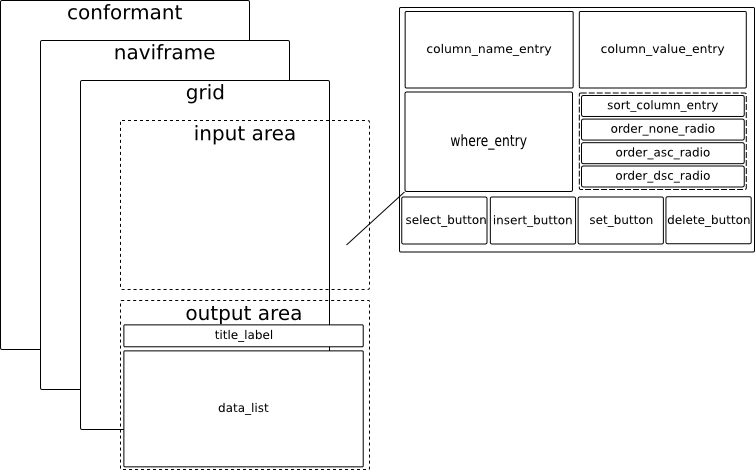 conformant
naviframe
grid
input area
output area
title_label
data_list
column_name_entry
column_value_entry
where_entry
sort_column_entry
order_none_radio
order_asc_radio
order_dsc_radio
select_button
insert_button
set_button
delete_button